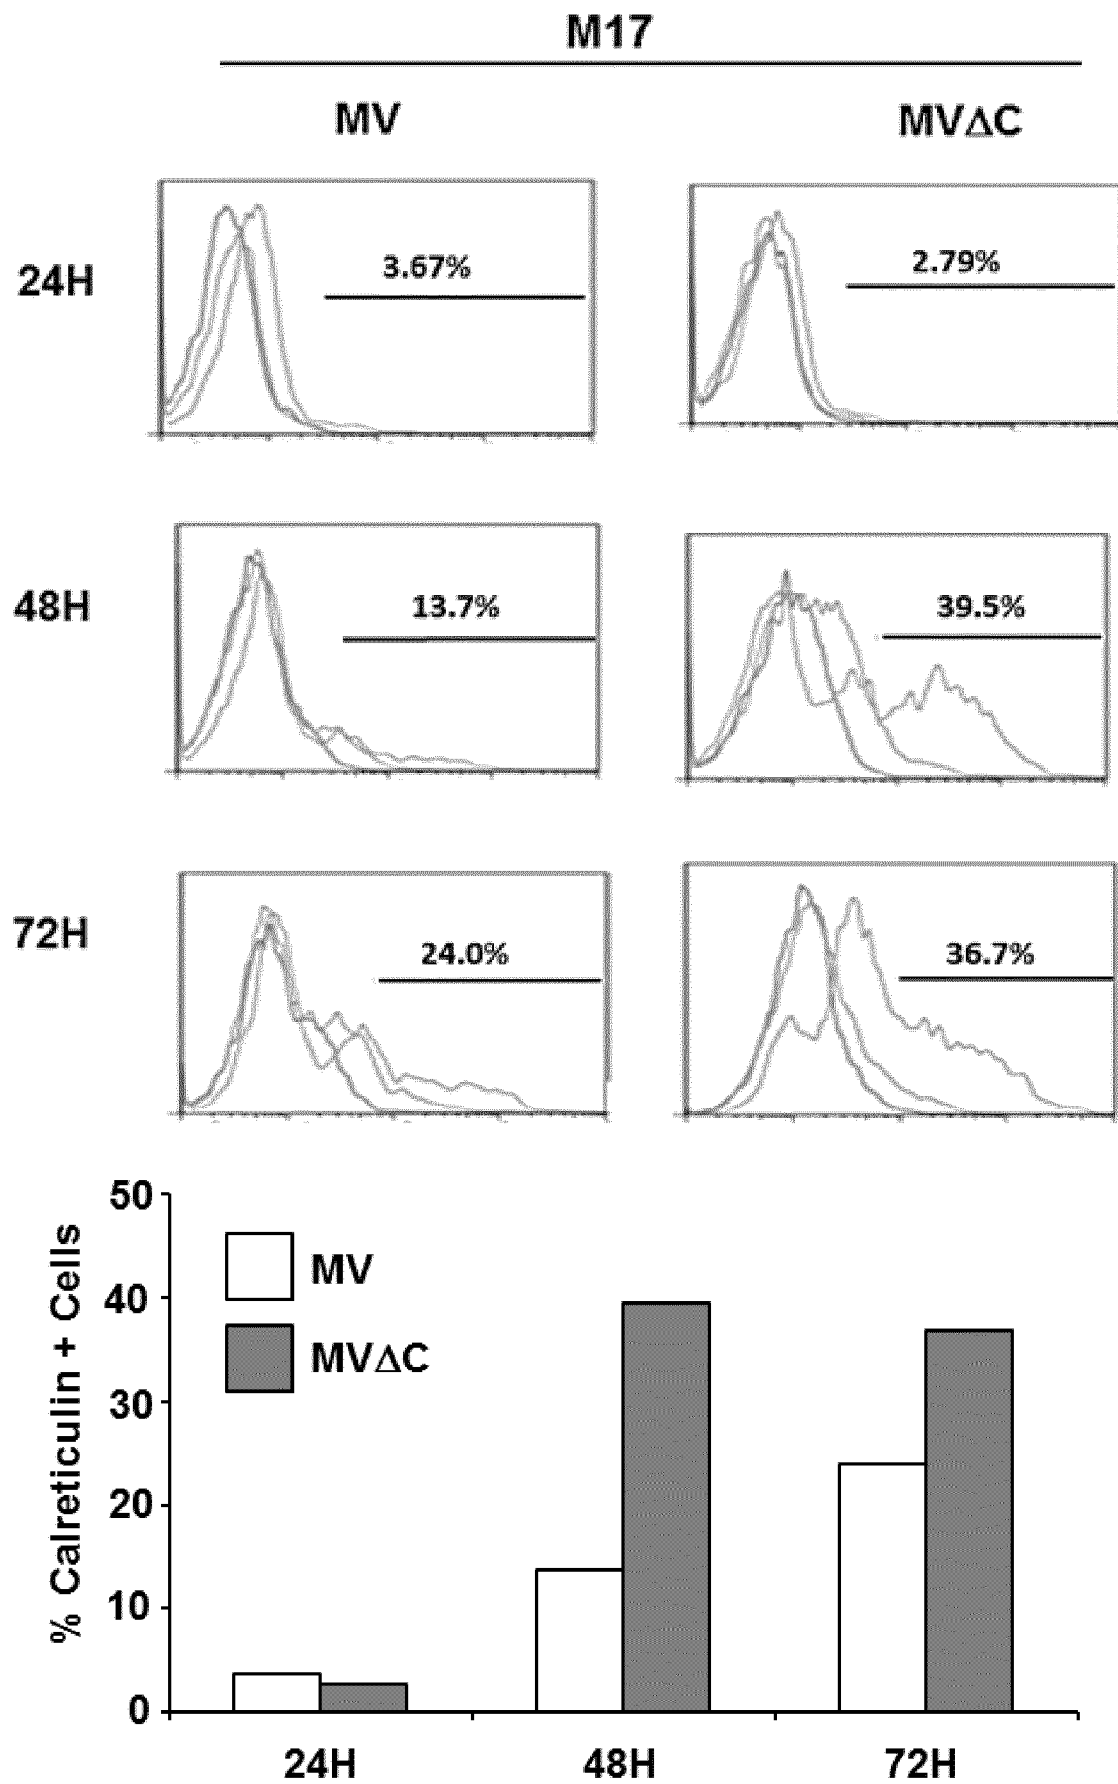 M17
MV MVΔC
24H 3.67% 2.79%
48H 13.7% 39.5%
72H 24.0% 36.7%
% Calreticulin + Cells
50
40
30
20
10
0
MV
MVΔC
24H 48H 72H